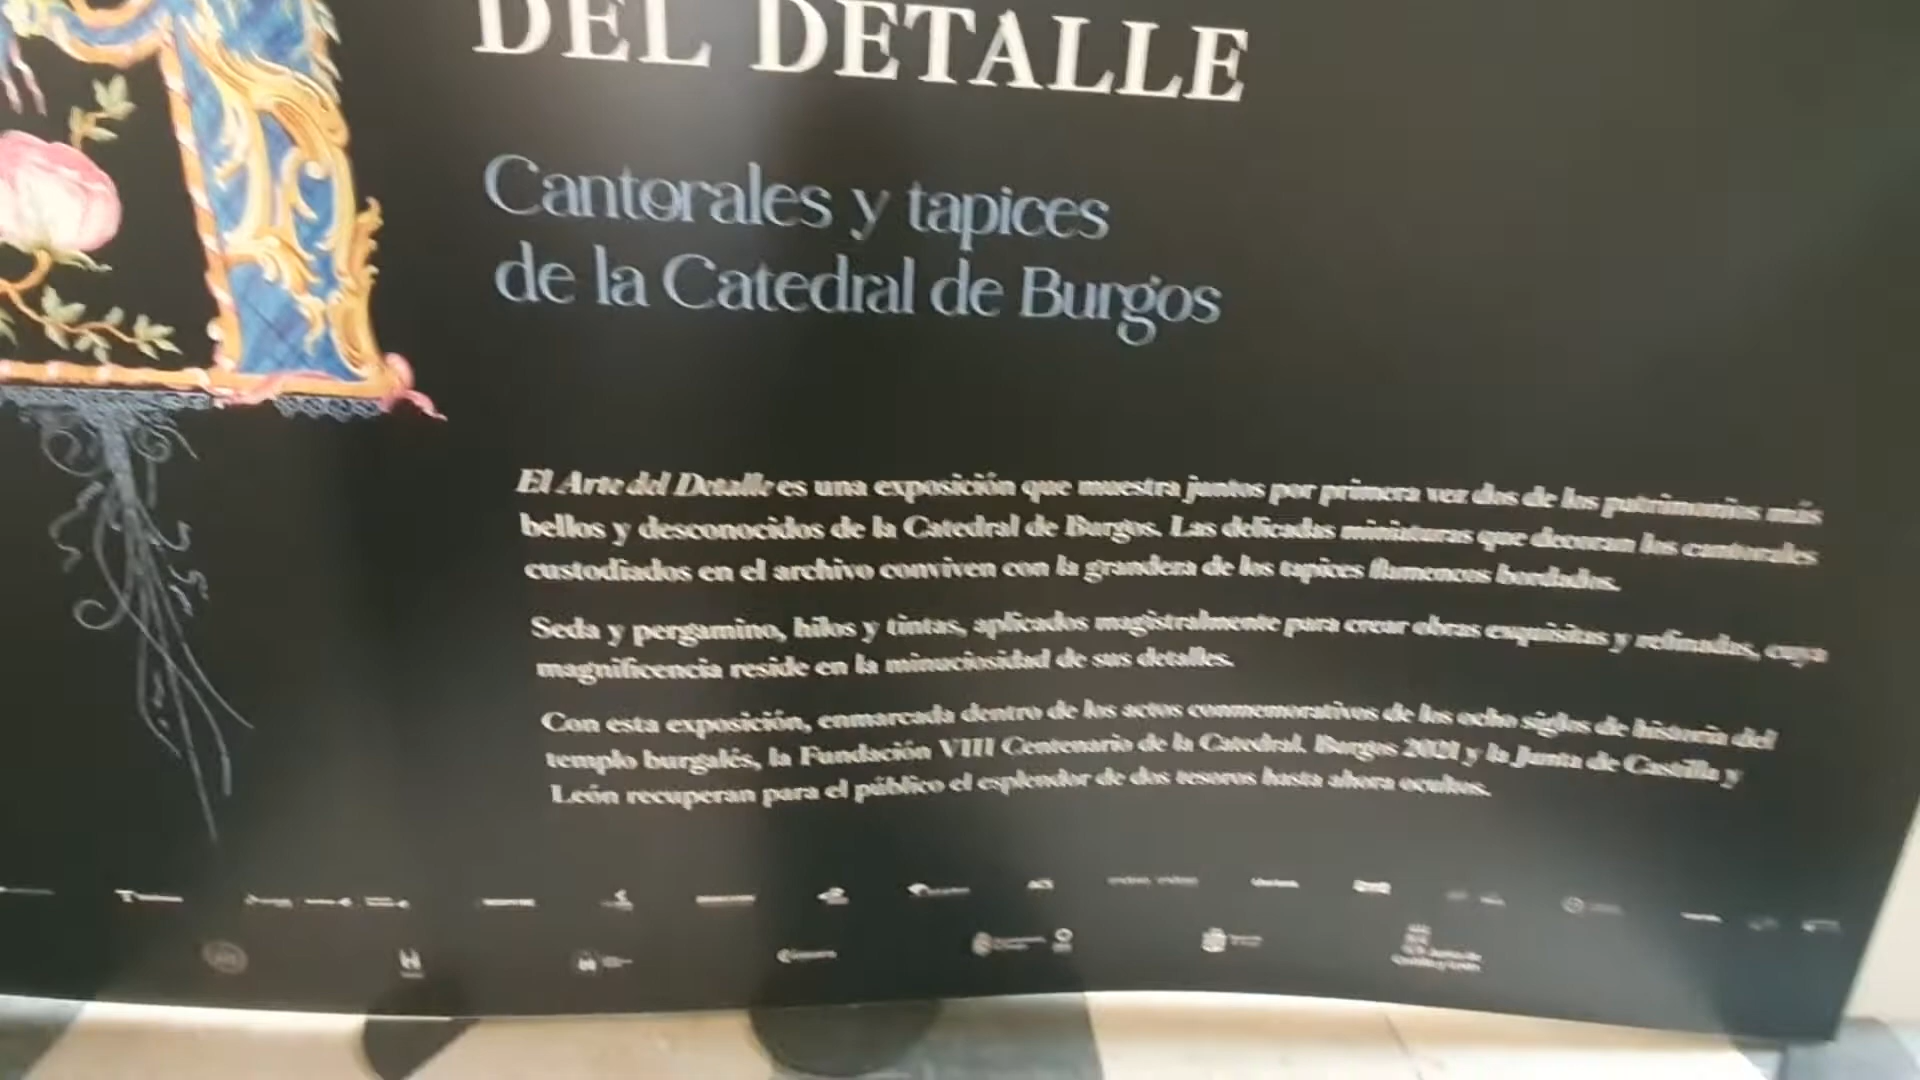 DEL DETALLE
Cantorales y tapices
de la Catedral de Burgos
El Arte del Detalle es una exposición que muestra juntos por primera vez dos de los patrimonios más
bellos y desconocidos de la Catedral de Burgos. Las delicadas miniaturas que decoran los cantorales
custodiados en el archivo conviven con la grandeza de los tapices flamencos bordados.
Seda y pergamino, hilos y tintas, aplicados magistralmente para crear obras exquisitas y refinadas, cuya
magnificencia reside en la minuciosidad de sus detalles.
Con esta exposición, enmarcada dentro de los actos conmemorativos de los ocho siglos de historia del
templo burgalés, la Fundación VIII Centenario de la Catedral. Burgos 2021 y la Junta de Castilla y
León recuperan para el público el esplendor de dos tesoros hasta ahora ocultos.
ACS
Junta de
Castilla y León